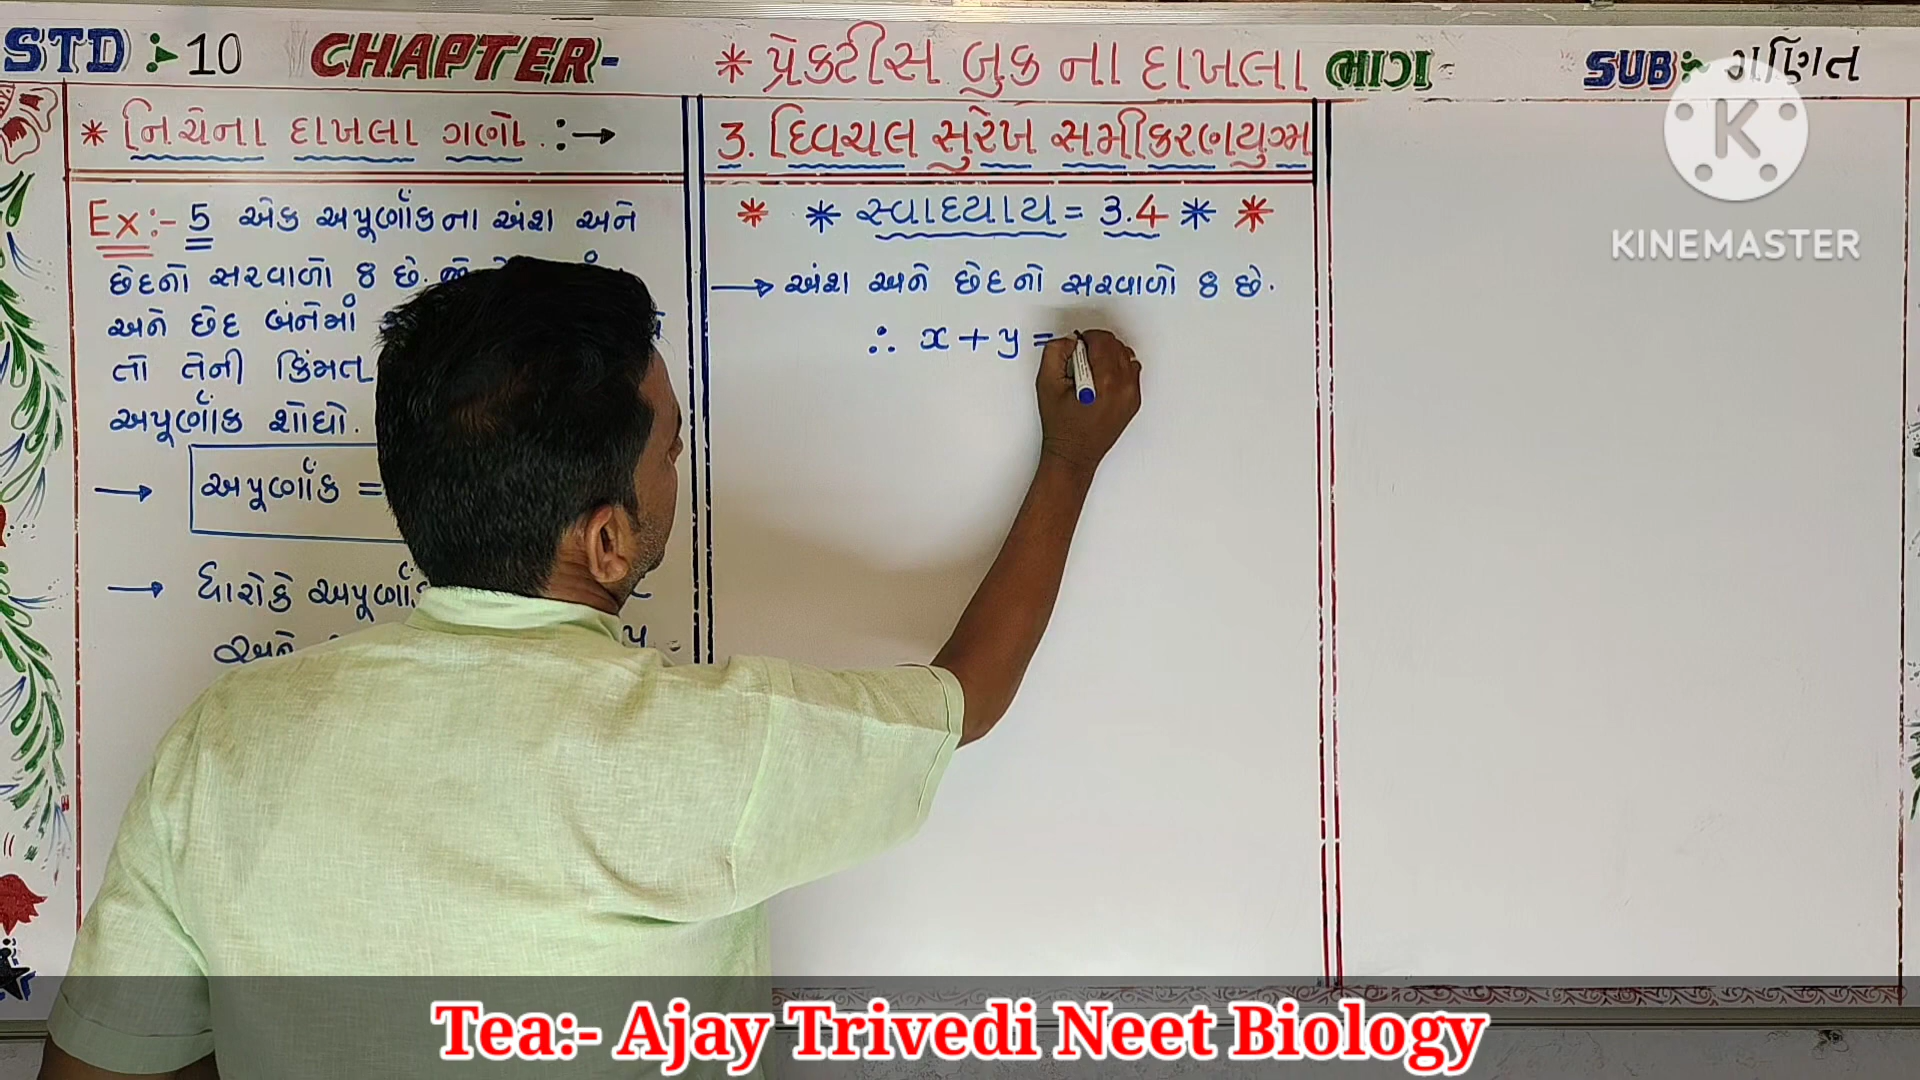 STD :- 10 CHAPTER- * પ્રેક્ટીસ બુક ના દાખલા ભાગ- SUB:- ગણિત
* નિચેના દાખલા ગણો. :→
Ex:- 5 એક અપૂર્ણાંકના અંશ અને
છેદનો સરવાળો 8 છે.
અને છેદ બંનેમાં
તો તેની કિંમત
અપૂર્ણાંક શોધો.
→ અપૂર્ણાંક =
→ ધારોકે અપૂર્ણાંક
અને y
3. દ્વિચલ સુરેખ સમીકરણયુગ્મ
* * સ્વાધ્યાય = 3.4 * *
→ અંશ અને છેદનો સરવાળો 8 છે.
∴ x + y =
KINEMASTER
Tea:- Ajay Trivedi Neet Biology